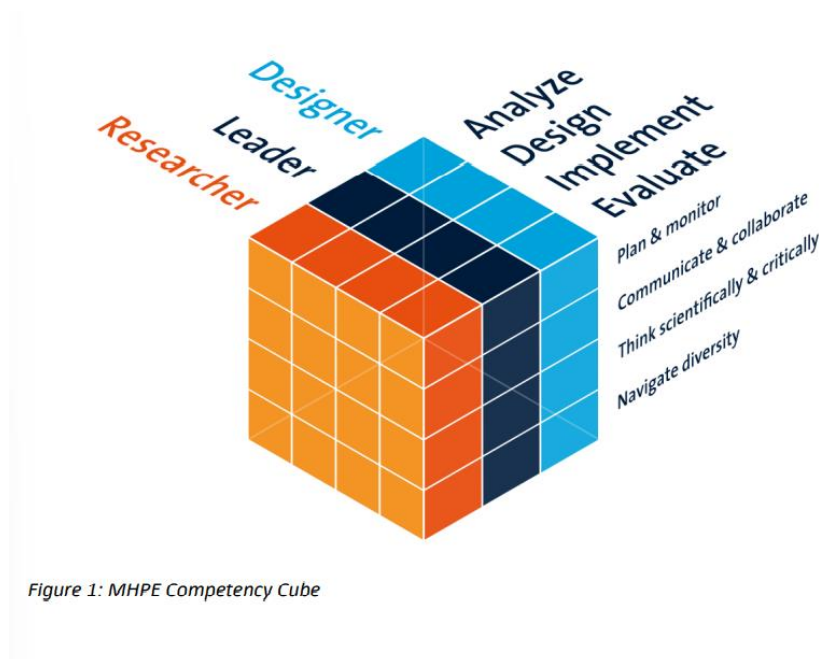 Designer
Leader
Researcher
Analyze
Design
Implement
Evaluate
Plan & monitor
Communicate & collaborate
Think scientifically & critically
Navigate diversity
Figure 1: MHPE Competency Cube